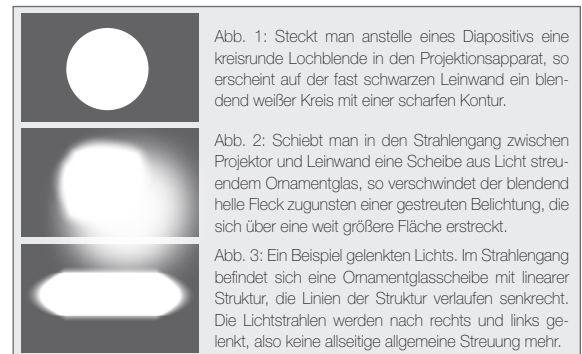 Abb. 1: Steckt man anstelle eines Diapositivs eine
kreisrunde Lochblende in den Projektionsapparat, so
erscheint auf der fast schwarzen Leinwand ein blen-
dend weißer Kreis mit einer scharfen Kontur.
Abb. 2: Schiebt man in den Strahlengang zwischen
Projektor und Leinwand eine Scheibe aus Licht streu-
endem Ornamentglas, so verschwindet der blendend
helle Fleck zugunsten einer gestreuten Belichtung, die
sich über eine weit größere Fläche erstreckt.
Abb. 3: Ein Beispiel gelenkten Lichts. Im Strahlengang
befindet sich eine Ornamentglasscheibe mit linearer
Struktur, die Linien der Struktur verlaufen senkrecht.
Die Lichtstrahlen werden nach rechts und links ge-
lenkt, also keine allseitige allgemeine Streuung mehr.